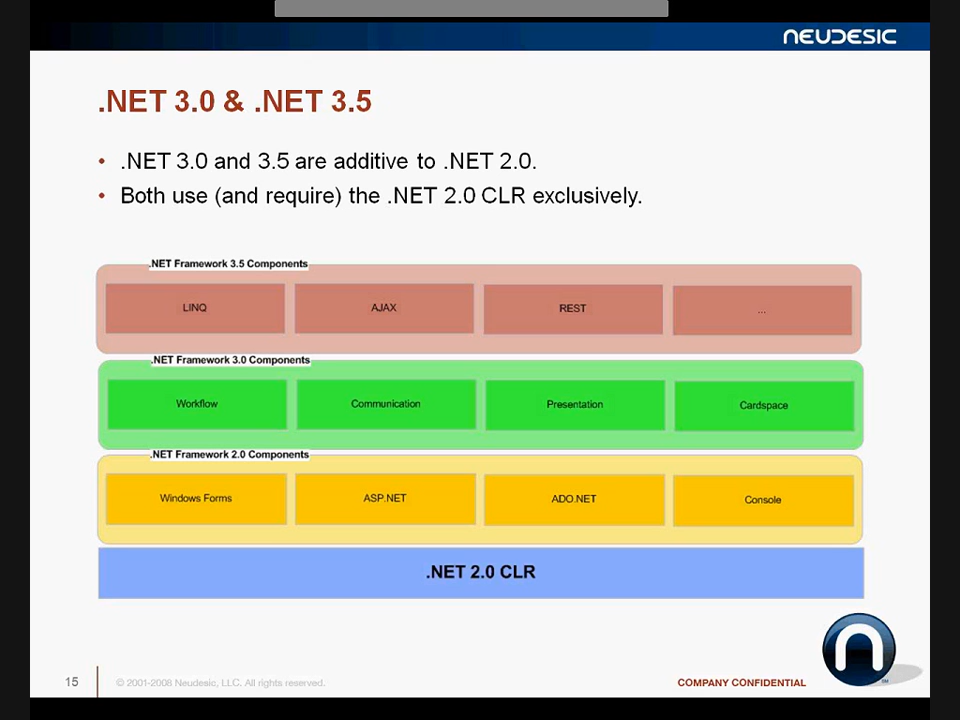 NEUDESIC
.NET 3.0 & .NET 3.5
• .NET 3.0 and 3.5 are additive to .NET 2.0.
• Both use (and require) the .NET 2.0 CLR exclusively.
.NET Framework 3.5 Components
LINQ AJAX REST ...
.NET Framework 3.0 Components
Workflow Communication Presentation Cardspace
.NET Framework 2.0 Components
Windows Forms ASP.NET ADO.NET Console
.NET 2.0 CLR
15 © 2001-2008 Neudesic, LLC. All rights reserved. COMPANY CONFIDENTIAL
n
SM